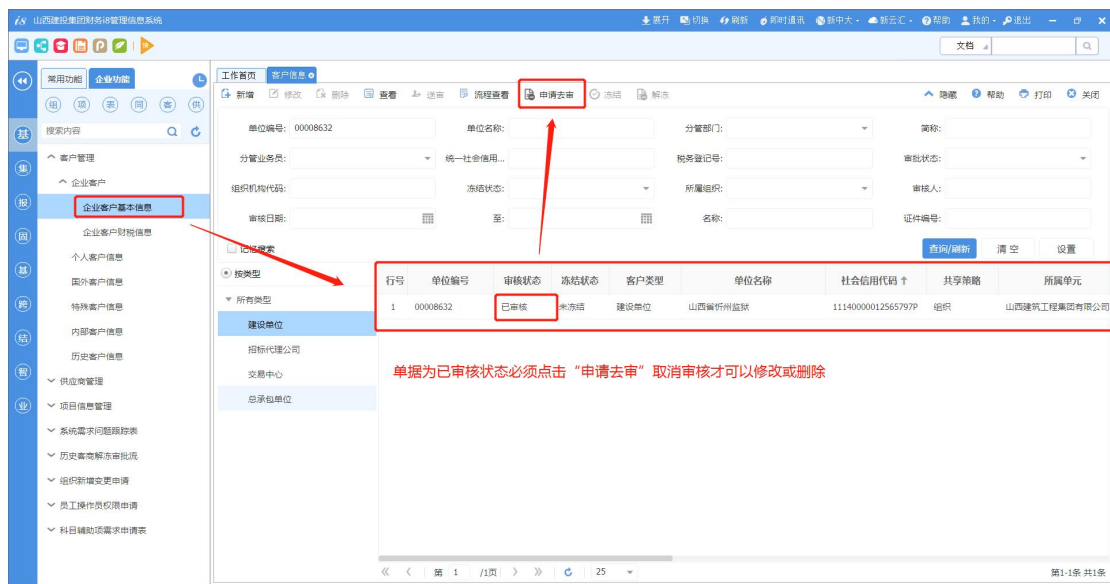 i8 山西建投集团财务i8管理信息系统 展开 切换 刷新 即时通讯 新中大 新云汇 帮助 我的 退出
快 文档
常用功能 企业功能 工作首页 客户信息
新增 修改 删除 查看 送审 流程查看 申请去审 冻结 解冻 隐藏 帮助 打印 关闭
组 项 表 同 客 供
搜索内容
基
集
报
固
基
跨
结
智
业
客户管理
企业客户
企业客户基本信息
企业客户财税信息
个人客户信息
国外客户信息
特殊客户信息
内部客户信息
历史客户信息
供应商管理
项目信息管理
系统需求问题跟踪表
历史客商解冻审批流
组织新增变更申请
员工操作员权限申请
科目辅助项需求申请表
单位编号: 00008632 单位名称: 分管部门: 简称:
分管业务员: 统一社会信用... 税务登记号: 审批状态:
组织机构代码: 冻结状态: 所属组织: 审核人:
审核日期: 至: 名称: 证件编号:
记忆搜索 查询/刷新 清空 设置
按类型
所有类型
建设单位
招标代理公司
交易中心
总承包单位
行号 单位编号 审核状态 冻结状态 客户类型 单位名称 社会信用代码↑ 共享策略 所属单元
1 00008632 已审核 未冻结 建设单位 山西省忻州监狱 11140000012565797P 组织 山西建筑工程集团有限公司
单据为已审核状态必须点击“申请去审”取消审核才可以修改或删除
第 1 /1页 25 第1-1条 共1条